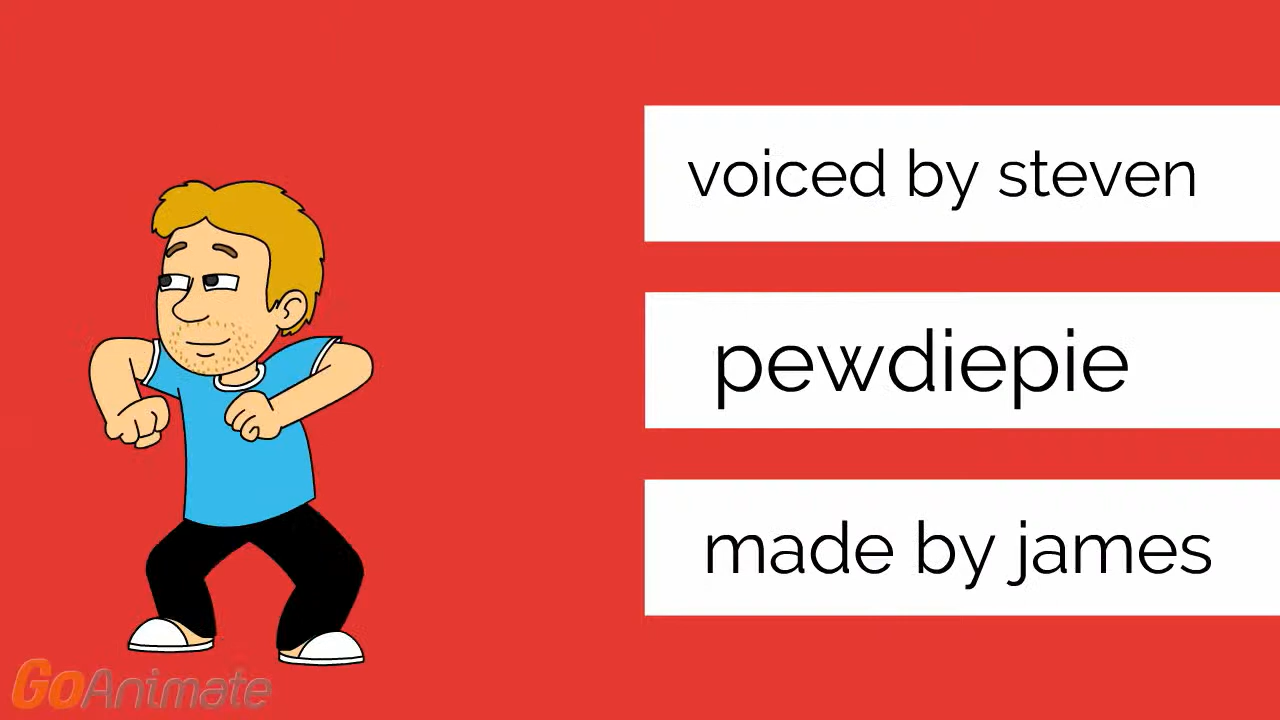 voiced by steven
pewdiepie
made by james
GoAnimate